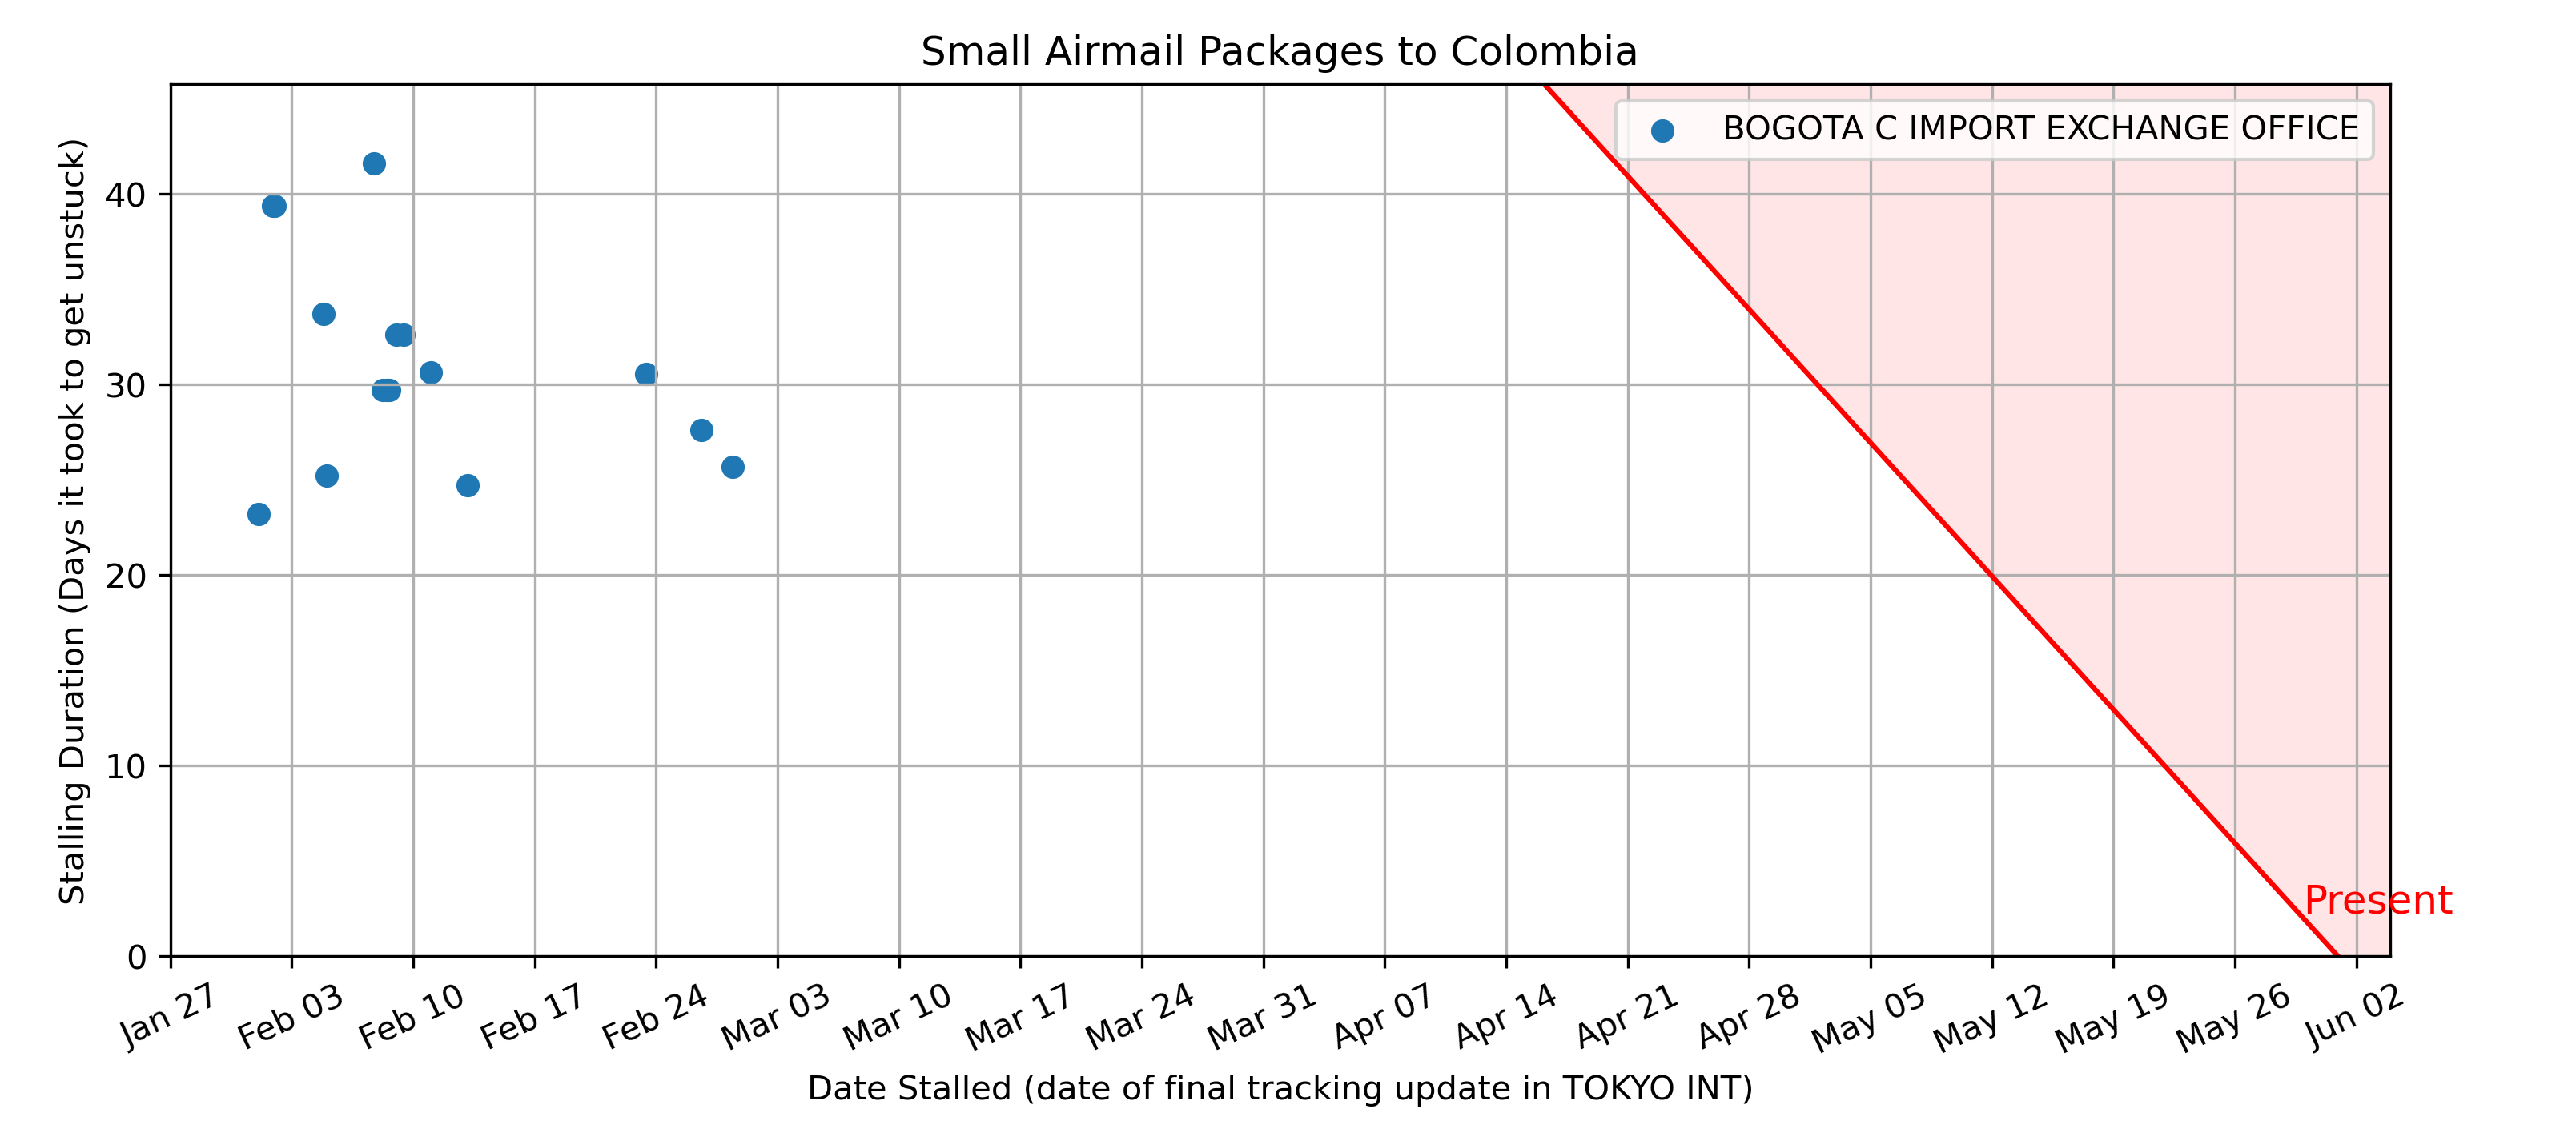 Small Airmail Packages to Colombia
BOGOTA C IMPORT EXCHANGE OFFICE
Stalling Duration (Days it took to get unstuck)
40
30
20
10
0
Present
Jan 27
Feb 03
Feb 10
Feb 17
Feb 24
Mar 03
Mar 10
Mar 17
Mar 24
Mar 31
Apr 07
Apr 14
Apr 21
Apr 28
May 05
May 12
May 19
May 26
Jun 02
Date Stalled (date of final tracking update in TOKYO INT)